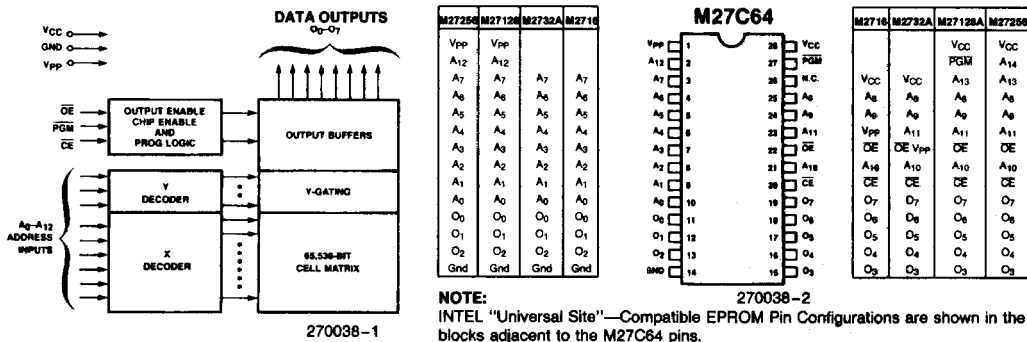 DATA OUTPUTS
O0–O7
VCC
GND
VPP
OE
PGM
CE
OUTPUT ENABLE
CHIP ENABLE
AND
PROG LOGIC
OUTPUT BUFFERS
A0–A12
ADDRESS
INPUTS
Y
DECODER
Y-GATING
X
DECODER
65,536-BIT
CELL MATRIX
270038–1
M27256 M27128 M2732A M2716
VPP VPP
A12 A12
A7 A7 A7 A7
A6 A6 A6 A6
A5 A5 A5 A5
A4 A4 A4 A4
A3 A3 A3 A3
A2 A2 A2 A2
A1 A1 A1 A1
A0 A0 A0 A0
O0 O0 O0 O0
O1 O1 O1 O1
O2 O2 O2 O2
Gnd Gnd Gnd Gnd
M27C64
VPP 1 28 VCC
A12 2 27 PGM
A7 3 26 N.C.
A6 4 25 A8
A5 5 24 A9
A4 6 23 A11
A3 7 22 OE
A2 8 21 A10
A1 9 20 CE
A0 10 19 O7
O0 11 18 O6
O1 12 17 O5
O2 13 16 O4
GND 14 15 O3
270038–2
M2716 M2732A M27128A M27256
VCC VCC
PGM A14
VCC VCC A13 A13
A8 A8 A8 A8
A9 A9 A9 A9
VPP A11 A11 A11
OE OE VPP OE OE
A10 A10 A10 A10
CE CE CE CE
O7 O7 O7 O7
O6 O6 O6 O6
O5 O5 O5 O5
O4 O4 O4 O4
O3 O3 O3 O3
NOTE:
INTEL "Universal Site"—Compatible EPROM Pin Configurations are shown in the
blocks adjacent to the M27C64 pins.